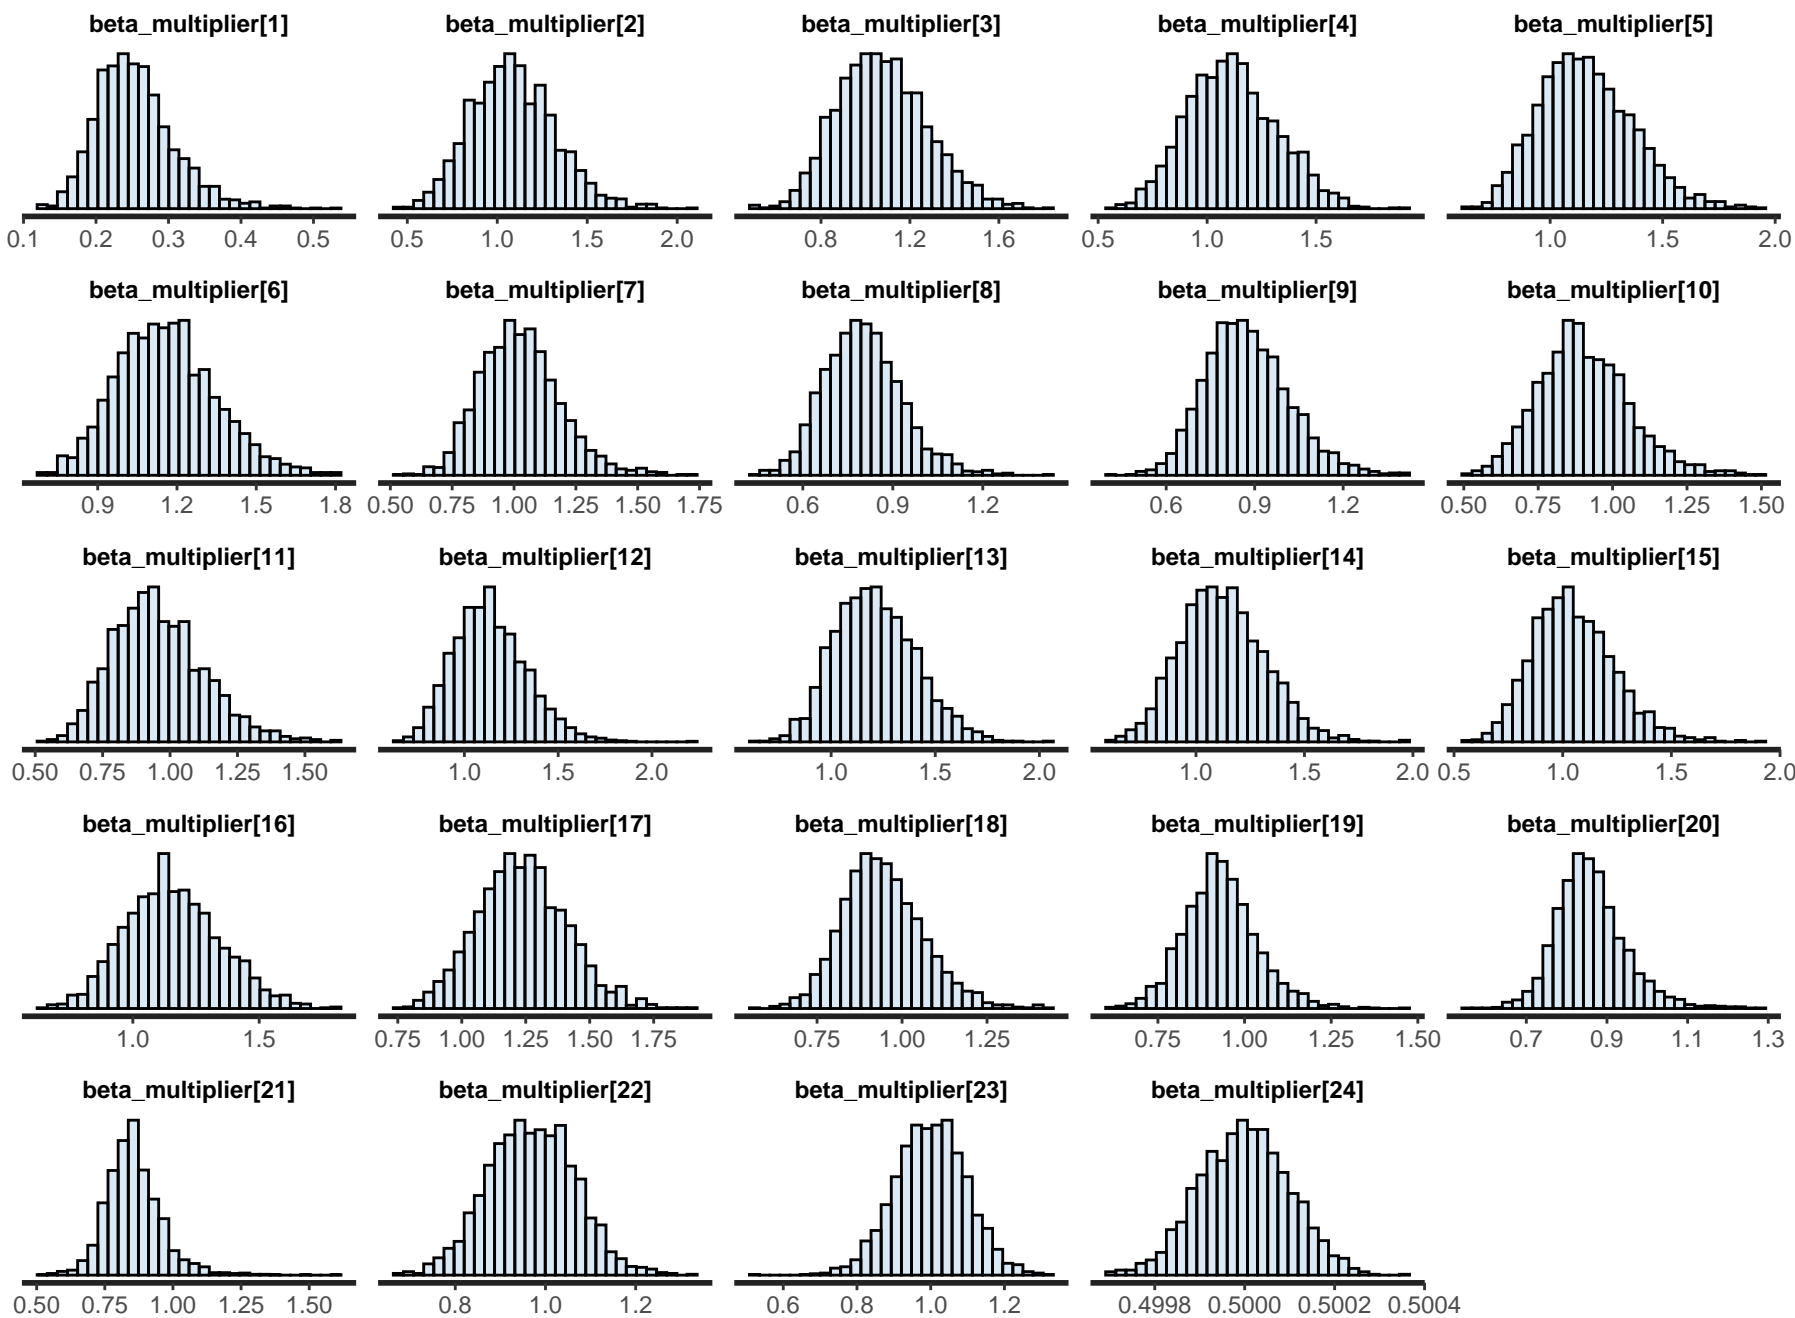 beta_multiplier[1] beta_multiplier[2] beta_multiplier[3] beta_multiplier[4] beta_multiplier[5]
0.1 0.2 0.3 0.4 0.5 0.5 1.0 1.5 2.0 0.8 1.2 1.6 0.5 1.0 1.5 1.0 1.5 2.0
beta_multiplier[6] beta_multiplier[7] beta_multiplier[8] beta_multiplier[9] beta_multiplier[10]
0.9 1.2 1.5 1.8 0.50 0.75 1.00 1.25 1.50 1.75 0.6 0.9 1.2 0.6 0.9 1.2 0.50 0.75 1.00 1.25 1.50
beta_multiplier[11] beta_multiplier[12] beta_multiplier[13] beta_multiplier[14] beta_multiplier[15]
0.50 0.75 1.00 1.25 1.50 1.0 1.5 2.0 1.0 1.5 2.0 1.0 1.5 2.0 0.5 1.0 1.5 2.0
beta_multiplier[16] beta_multiplier[17] beta_multiplier[18] beta_multiplier[19] beta_multiplier[20]
1.0 1.5 0.75 1.00 1.25 1.50 1.75 0.75 1.00 1.25 0.75 1.00 1.25 1.50 0.7 0.9 1.1 1.3
beta_multiplier[21] beta_multiplier[22] beta_multiplier[23] beta_multiplier[24]
0.50 0.75 1.00 1.25 1.50 0.8 1.0 1.2 0.6 0.8 1.0 1.2 0.4998 0.5000 0.5002 0.5004